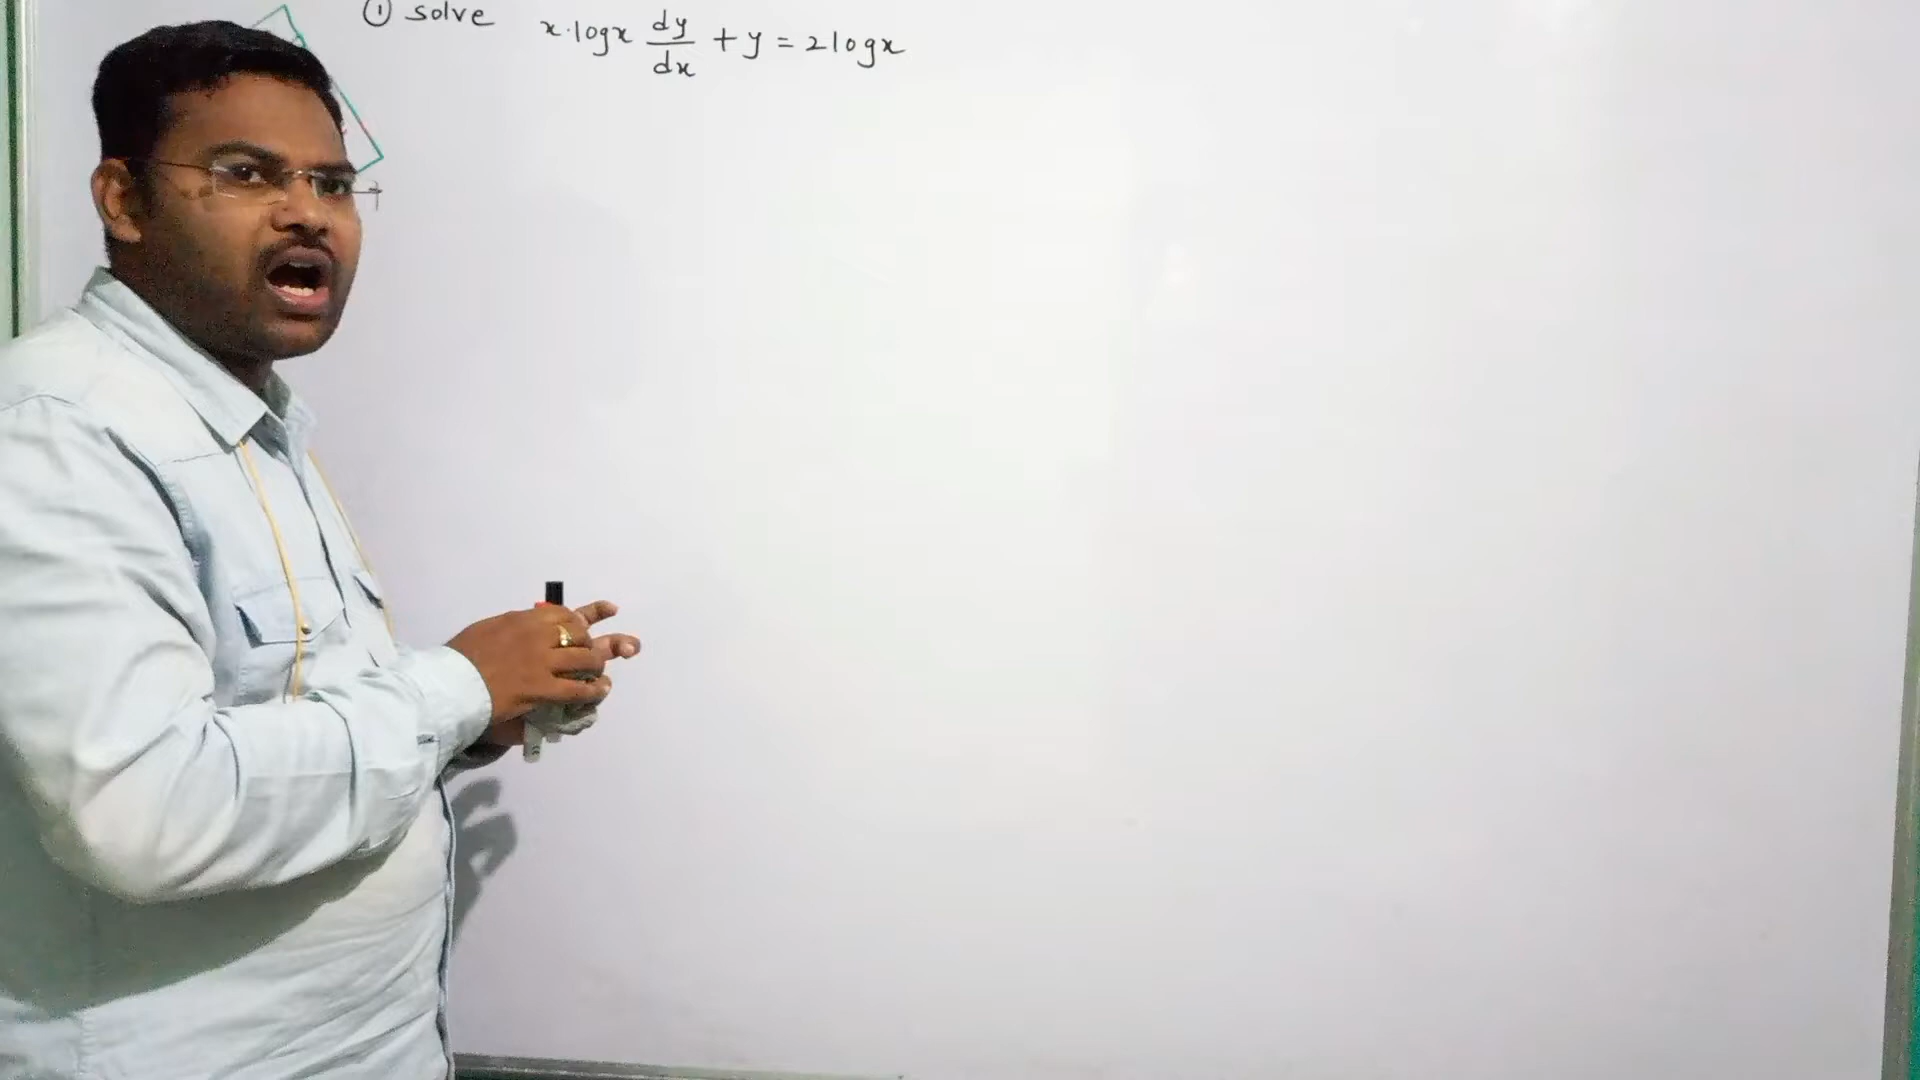 ① solve x·logx dy/dx + y = 2logx